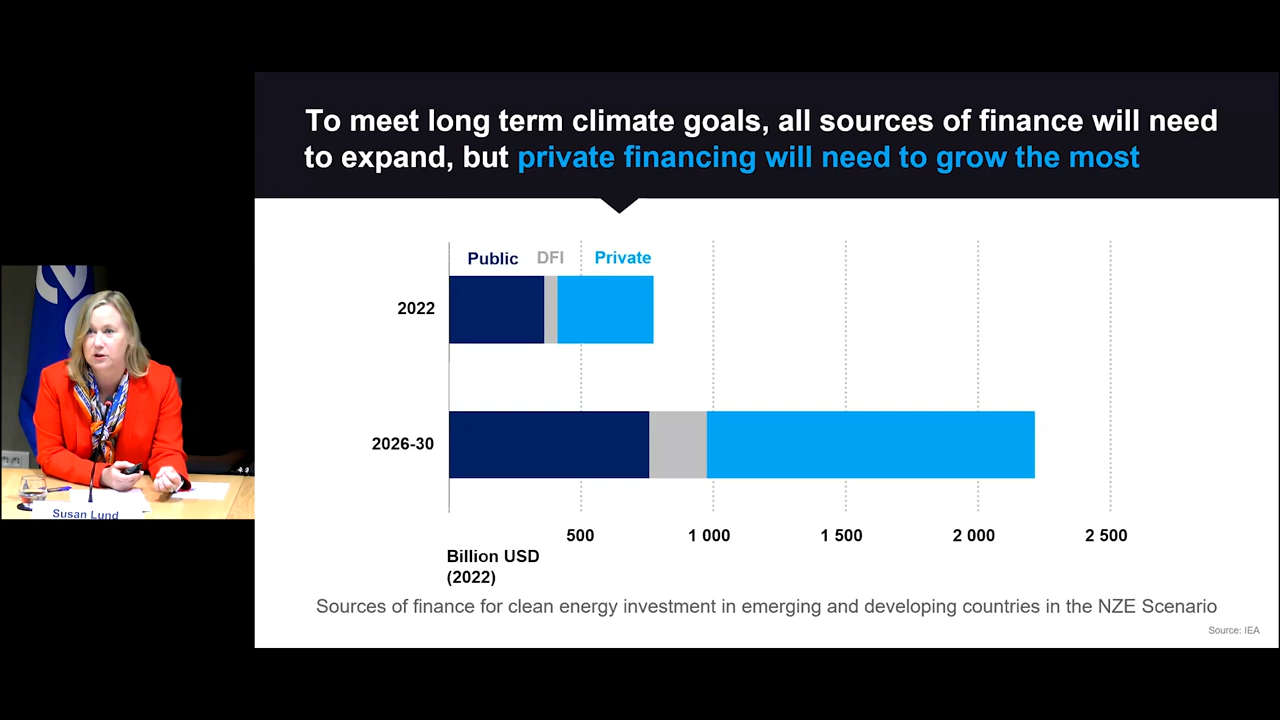 To meet long term climate goals, all sources of finance will need
to expand, but private financing will need to grow the most
Public DFI Private
2022
2026-30
500 1 000 1 500 2 000 2 500
Billion USD
(2022)
Sources of finance for clean energy investment in emerging and developing countries in the NZE Scenario
Source: IEA
Susan Lund